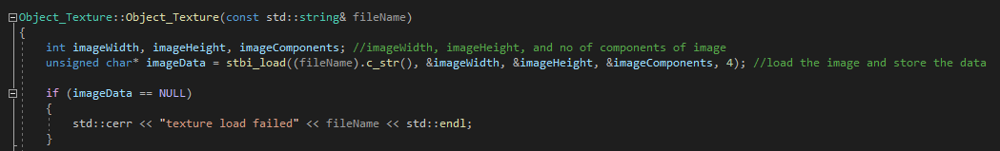 Object_Texture::Object_Texture(const std::string& fileName)
{
int imageWidth, imageHeight, imageComponents; //imageWidth, imageHeight, and no of components of image
unsigned char* imageData = stbi_load((fileName).c_str(), &imageWidth, &imageHeight, &imageComponents, 4); //load the image and store the data
if (imageData == NULL)
{
std::cerr << "texture load failed" << fileName << std::endl;
}